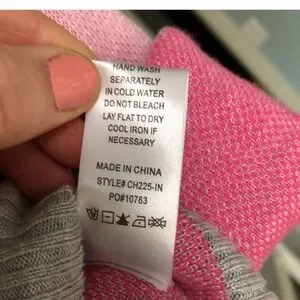 HAND WASH
SEPARATELY
IN COLD WATER
DO NOT BLEACH
LAY FLAT TO DRY
COOL IRON IF
NECESSARY
MADE IN CHINA
STYLE# CH225-IN
PO#10763